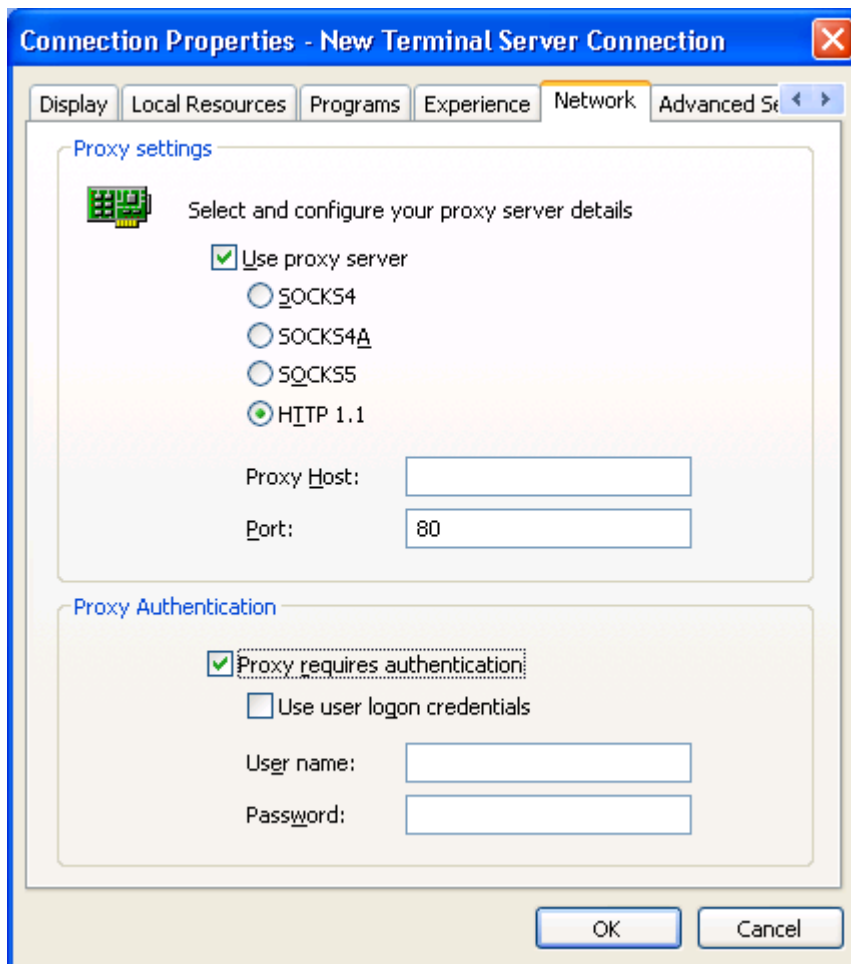 Connection Properties - New Terminal Server Connection
Display Local Resources Programs Experience Network Advanced Se
Proxy settings
Select and configure your proxy server details
Use proxy server
SOCKS4
SOCKS4A
SOCKS5
HTTP 1.1
Proxy Host:
Port: 80
Proxy Authentication
Proxy requires authentication
Use user logon credentials
User name:
Password:
OK Cancel